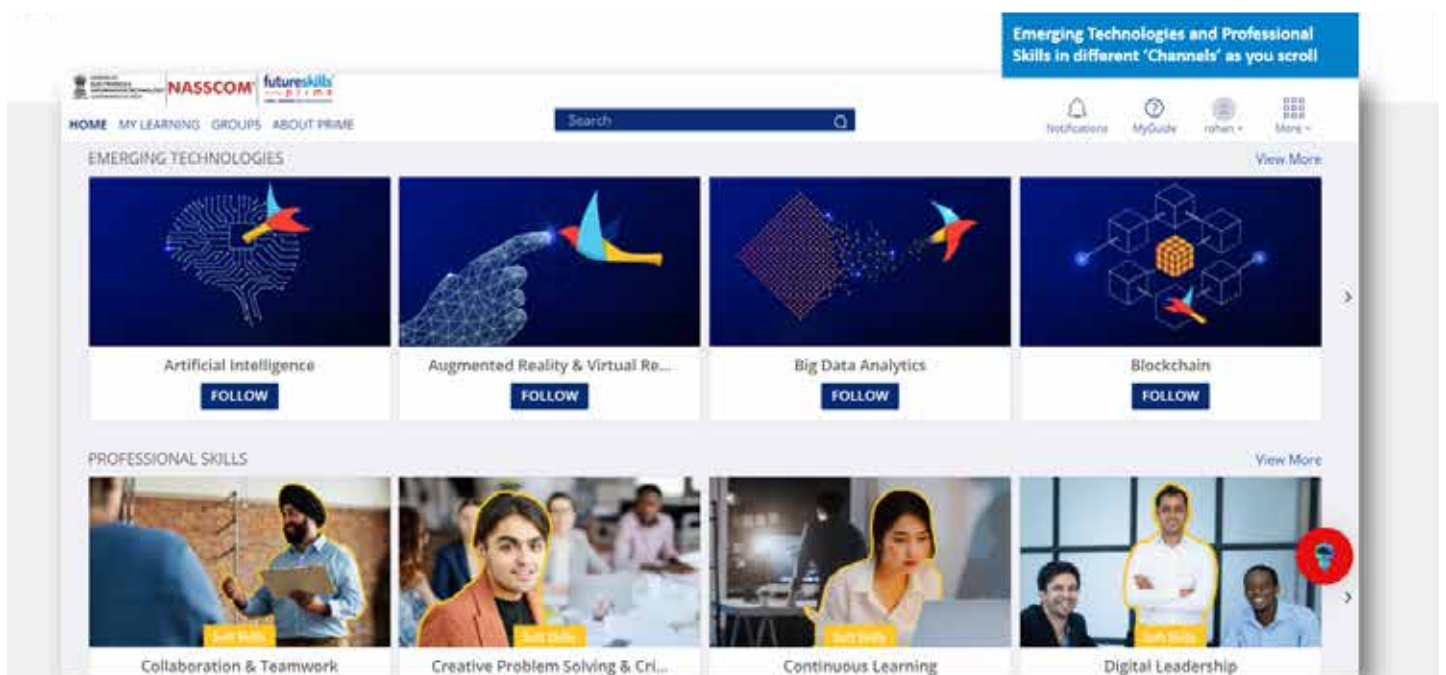 Emerging Technologies and Professional
Skills in different 'Channels' as you scroll
NASSCOM
futureskills
prime
HOME MY LEARNING GROUPS ABOUT PRIME
Search
Notifications MyGuide rohan More
EMERGING TECHNOLOGIES
View More
Artificial Intelligence
Augmented Reality & Virtual Re...
Big Data Analytics
Blockchain
FOLLOW
FOLLOW
FOLLOW
FOLLOW
PROFESSIONAL SKILLS
View More
Soft Skills
Soft Skills
Soft Skills
Soft Skills
Collaboration & Teamwork
Creative Problem Solving & Cri...
Continuous Learning
Digital Leadership